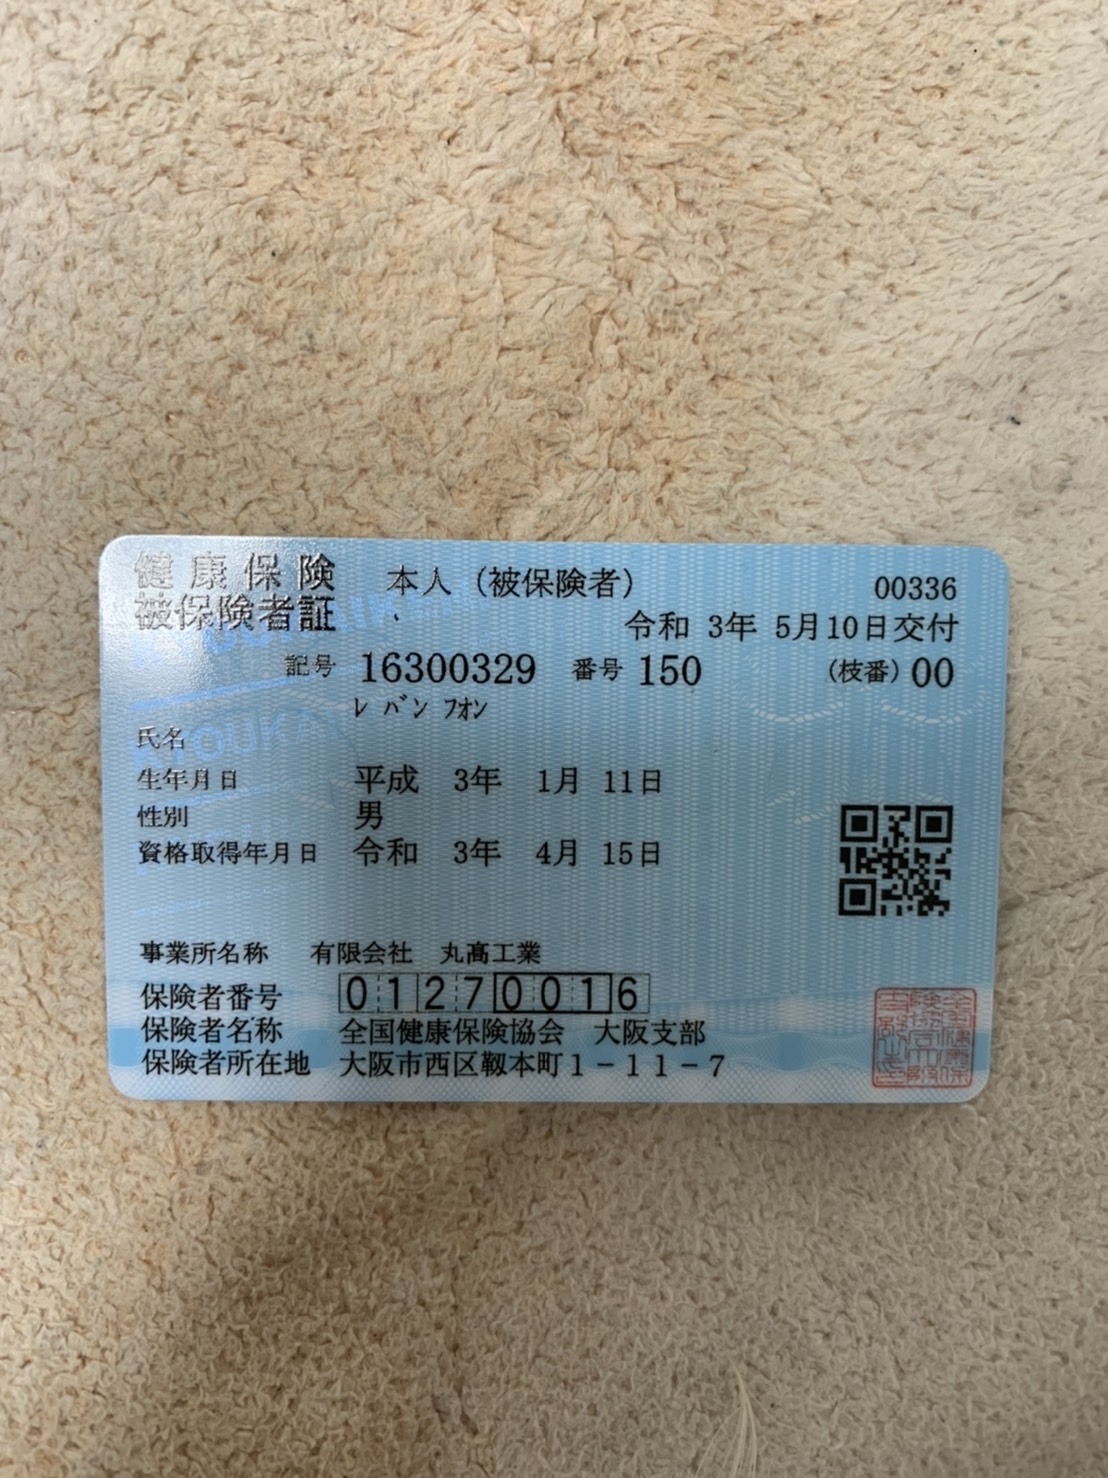 健康保険 本人（被保険者） 00336
被保険者証 令和 3年 5月10日交付
記号 16300329 番号 150 （枝番）00
ﾚ ﾊﾞﾝ ﾌｫﾝ
氏名
生年月日 平成 3年 1月 11日
性別 男
資格取得年月日 令和 3年 4月 15日
事業所名称 有限会社 丸高工業
保険者番号 01270016
保険者名称 全国健康保険協会 大阪支部
保険者所在地 大阪市西区靱本町1－11－7